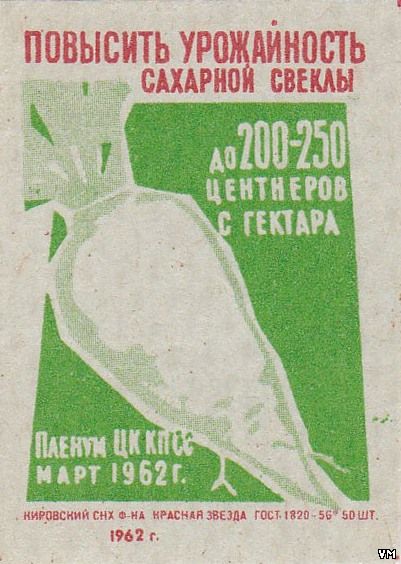 ПОВЫСИТЬ УРОЖАЙНОСТЬ
САХАРНОЙ СВЕКЛЫ
ДО 200-250
ЦЕНТНЕРОВ
С ГЕКТАРА
ПЛЕНУМ ЦК КПСС
МАРТ 1962 г.
КИРОВСКИЙ СНХ Ф-КА КРАСНАЯ ЗВЕЗДА ГОСТ-1820-56 50 ШТ.
1962 г.
VM